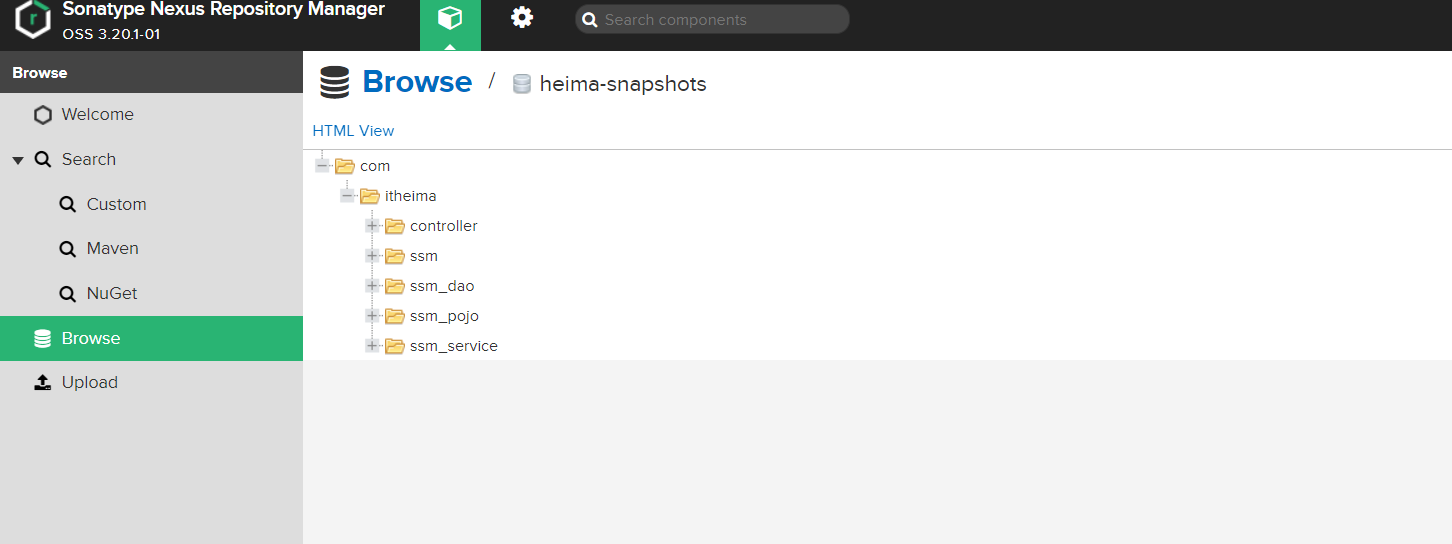 Sonatype Nexus Repository Manager
OSS 3.20.1-01
Search components
Browse
Welcome
Search
Custom
Maven
NuGet
Browse
Upload
Browse / heima-snapshots
HTML View
com
itheima
controller
ssm
ssm_dao
ssm_pojo
ssm_service